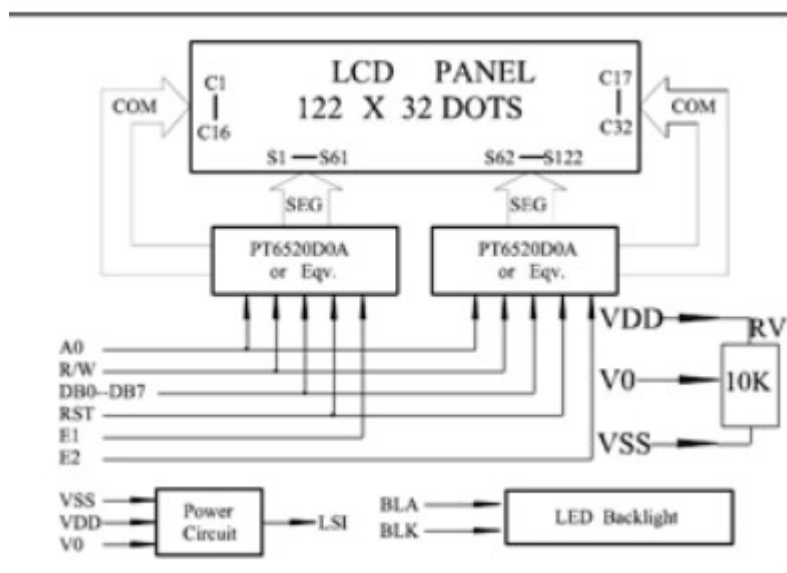 LCD PANEL
122 X 32 DOTS
C1
C16
C17
C32
COM
COM
S1 S61
S62 S122
SEG
SEG
PT6520D0A
or Eqv.
PT6520D0A
or Eqv.
A0
R/W
DB0--DB7
RST
E1
E2
VDD
RV
V0
10K
VSS
VSS
VDD
V0
Power
Circuit
LSI
BLA
BLK
LED Backlight